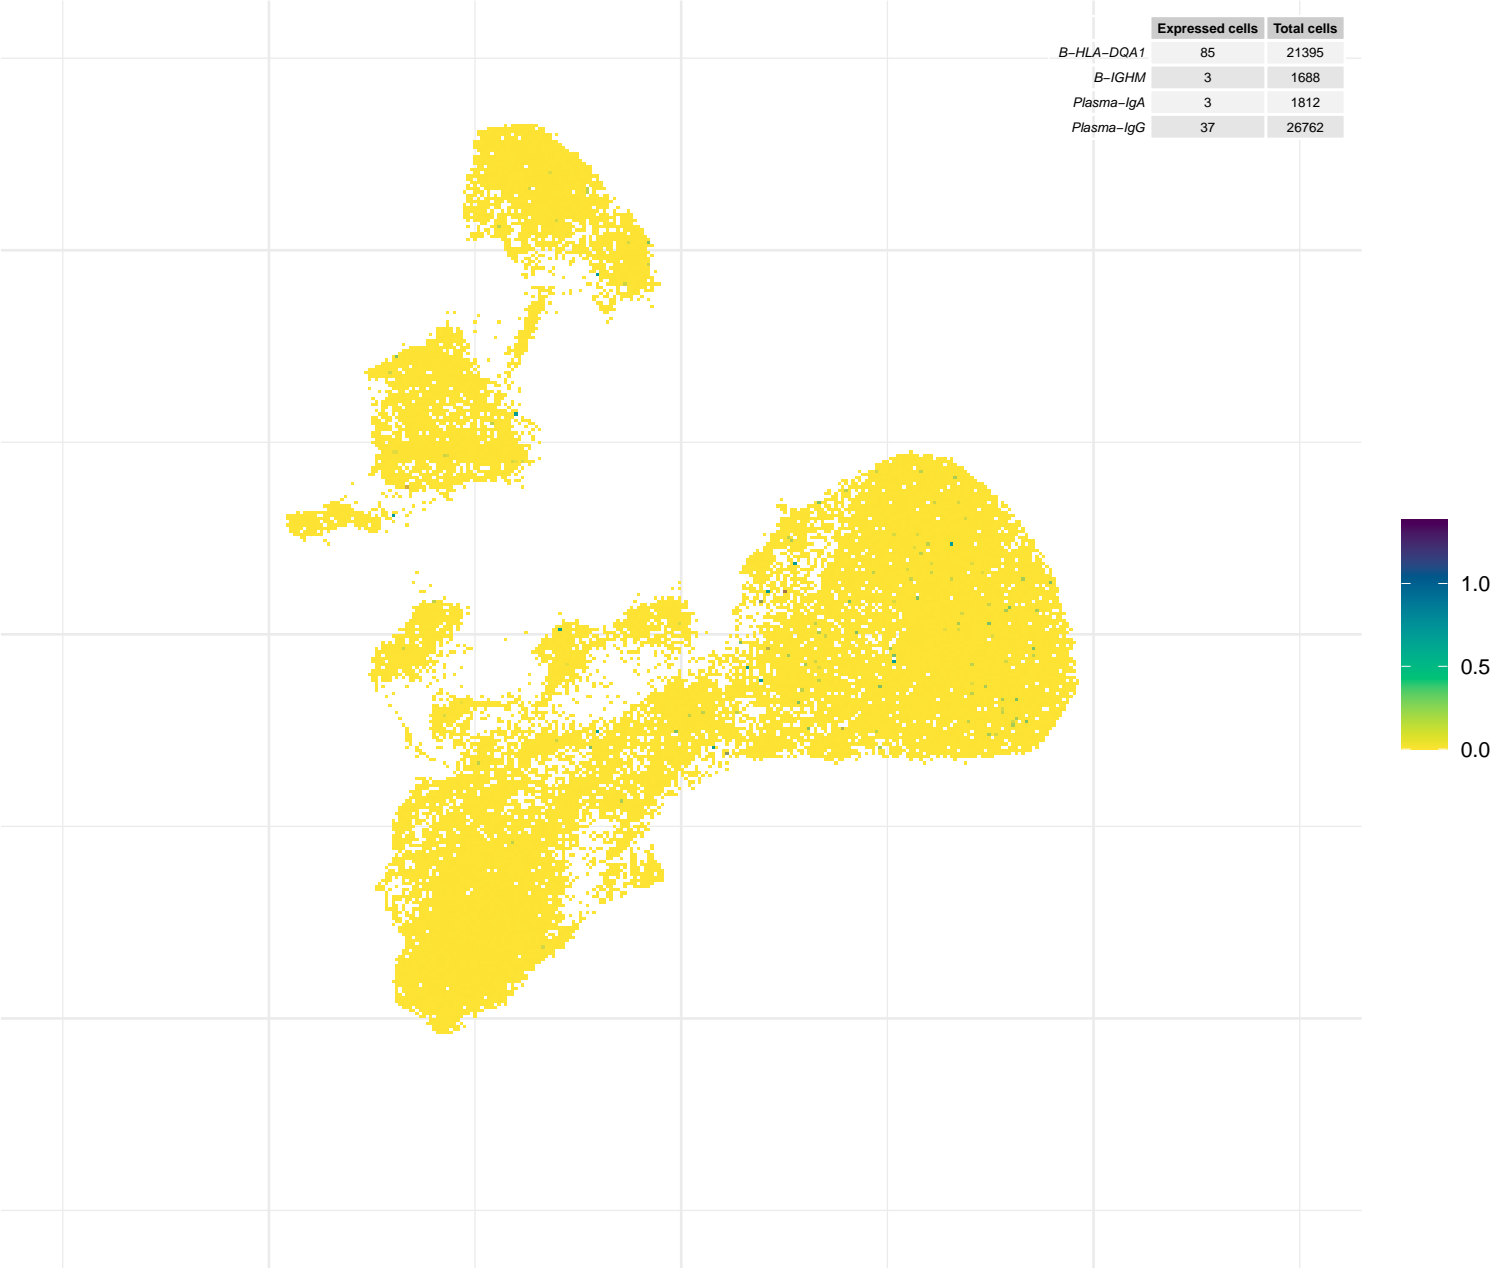 Expressed cells Total cells
B−HLA−DQA1 85 21395
B−IGHM 3 1688
Plasma−IgA 3 1812
Plasma−IgG 37 26762
1.0
0.5
0.0